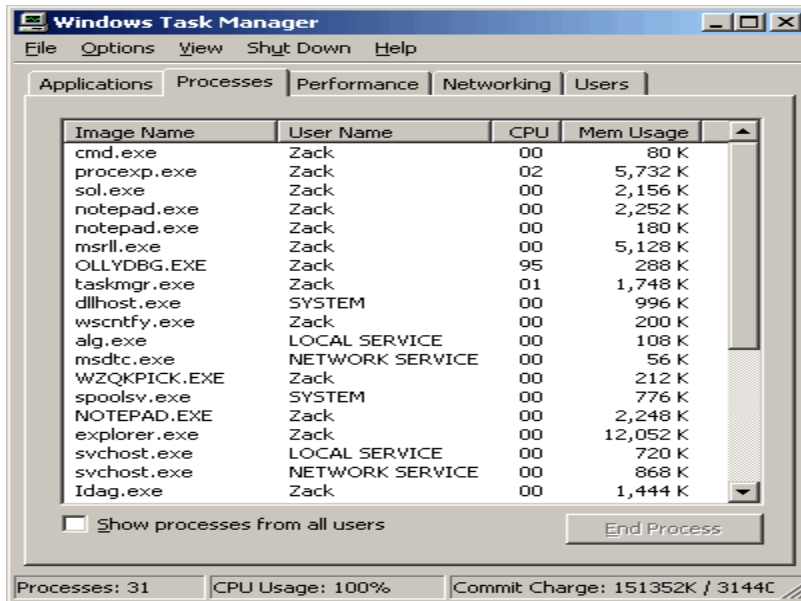 Windows Task Manager
File Options View Shut Down Help
Applications Processes Performance Networking Users
Image Name User Name CPU Mem Usage
cmd.exe Zack 00 80 K
procexp.exe Zack 02 5,732 K
sol.exe Zack 00 2,156 K
notepad.exe Zack 00 2,252 K
notepad.exe Zack 00 180 K
msrll.exe Zack 00 5,128 K
OLLYDBG.EXE Zack 95 288 K
taskmgr.exe Zack 01 1,748 K
dllhost.exe SYSTEM 00 996 K
wscntfy.exe Zack 00 200 K
alg.exe LOCAL SERVICE 00 108 K
msdtc.exe NETWORK SERVICE 00 56 K
WZQKPICK.EXE Zack 00 212 K
spoolsv.exe SYSTEM 00 776 K
NOTEPAD.EXE Zack 00 2,248 K
explorer.exe Zack 00 12,052 K
svchost.exe LOCAL SERVICE 00 720 K
svchost.exe NETWORK SERVICE 00 868 K
Idag.exe Zack 00 1,444 K
Show processes from all users End Process
Processes: 31 CPU Usage: 100% Commit Charge: 151352K / 3144